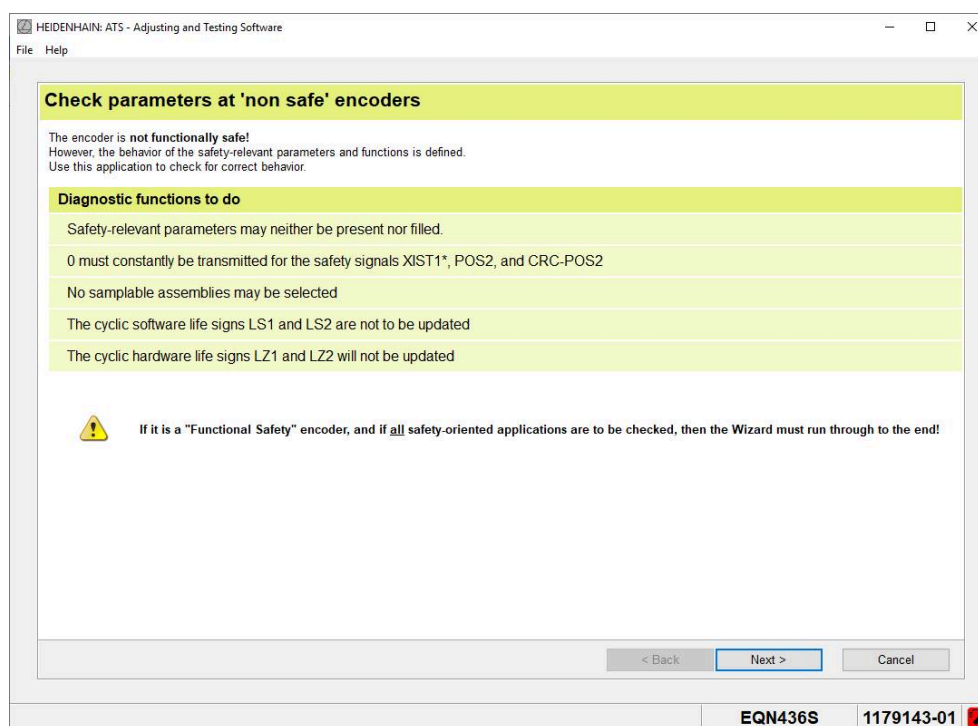 HEIDENHAIN: ATS - Adjusting and Testing Software
File Help
Check parameters at 'non safe' encoders
The encoder is not functionally safe!
However, the behavior of the safety-relevant parameters and functions is defined.
Use this application to check for correct behavior.
Diagnostic functions to do
Safety-relevant parameters may neither be present nor filled.
0 must constantly be transmitted for the safety signals XIST1*, POS2, and CRC-POS2
No samplable assemblies may be selected
The cyclic software life signs LS1 and LS2 are not to be updated
The cyclic hardware life signs LZ1 and LZ2 will not be updated
If it is a "Functional Safety" encoder, and if all safety-oriented applications are to be checked, then the Wizard must run through to the end!
< Back Next > Cancel
EQN436S 1179143-01